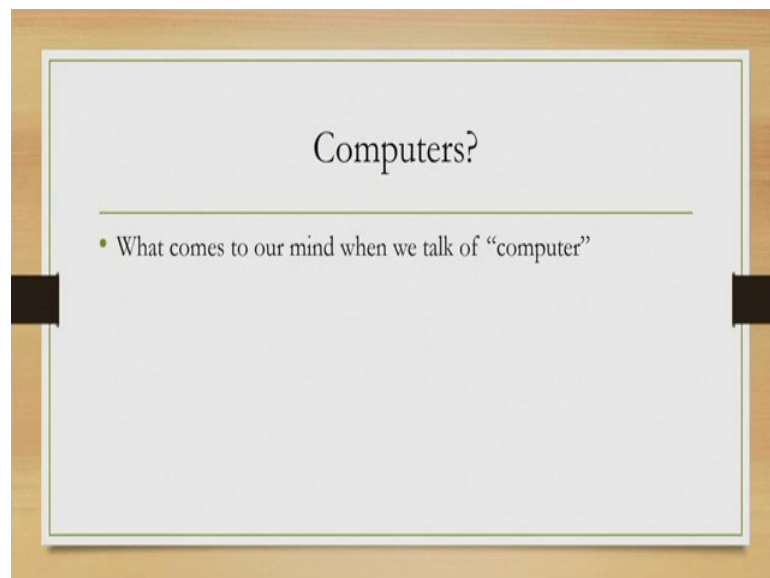 Computers?
• What comes to our mind when we talk of “computer”